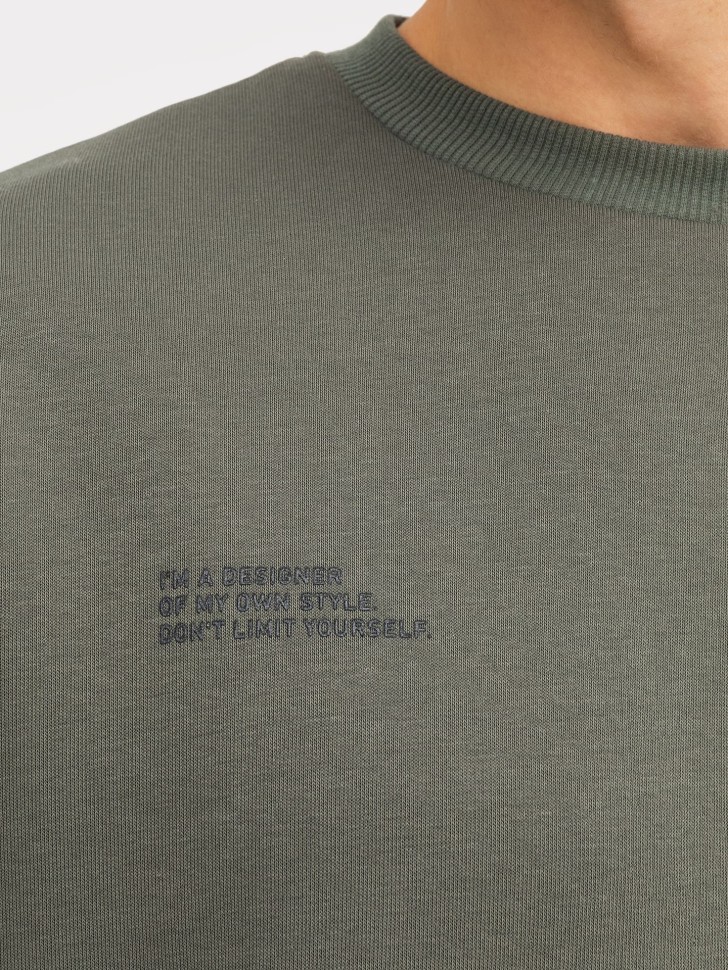 I'M A DESIGNER
OF MY OWN STYLE.
DON'T LIMIT YOURSELF.